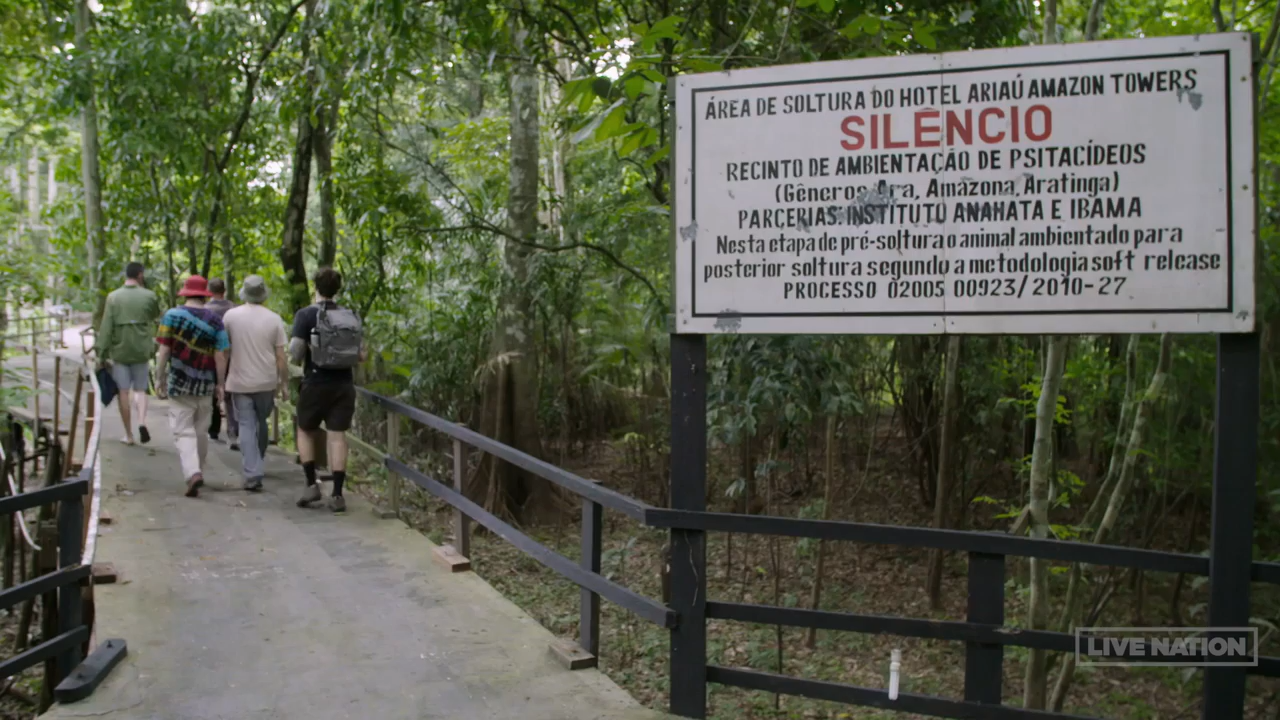 ÁREA DE SOLTURA DO HOTEL ARIAÚ AMAZON TOWERS
SILÊNCIO
RECINTO DE AMBIENTAÇÃO DE PSITACÍDEOS
(Gêneros Ara, Amázona, Aratinga)
PARCERIAS: INSTITUTO ANAHATA E IBAMA
Nesta etapa de pré-soltura o animal ambientado para
posterior soltura segundo a metodologia soft release
PROCESSO 02005 00923/2010-27
LIVE NATION